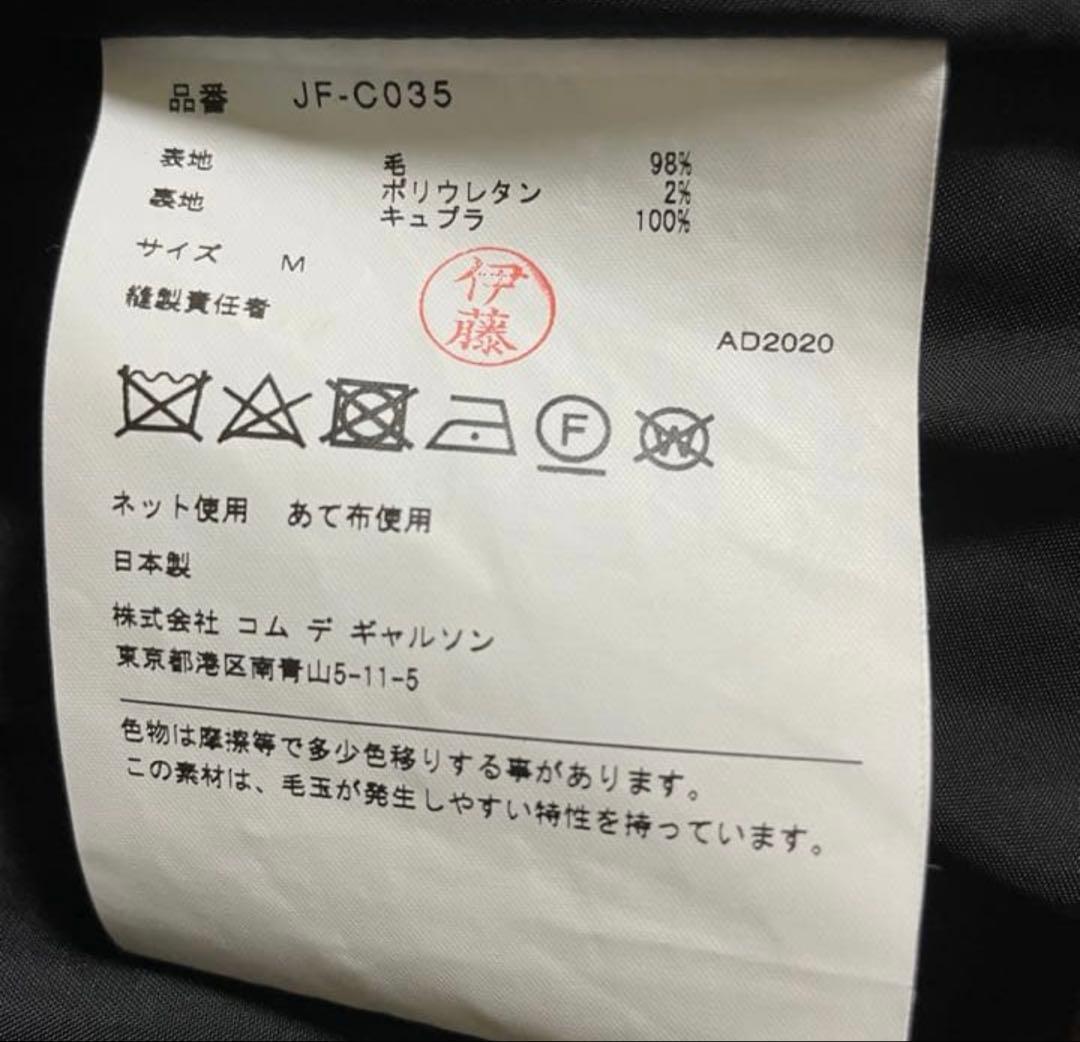 品番 JF-C035
表地 毛 98%
ポリウレタン 2%
裏地 キュプラ 100%
サイズ M
縫製責任者 伊藤
AD2020
F W
ネット使用 あて布使用
日本製
株式会社 コム デ ギャルソン
東京都港区南青山5-11-5
色物は摩擦等で多少色移りする事があります。
この素材は、毛玉が発生しやすい特性を持っています。